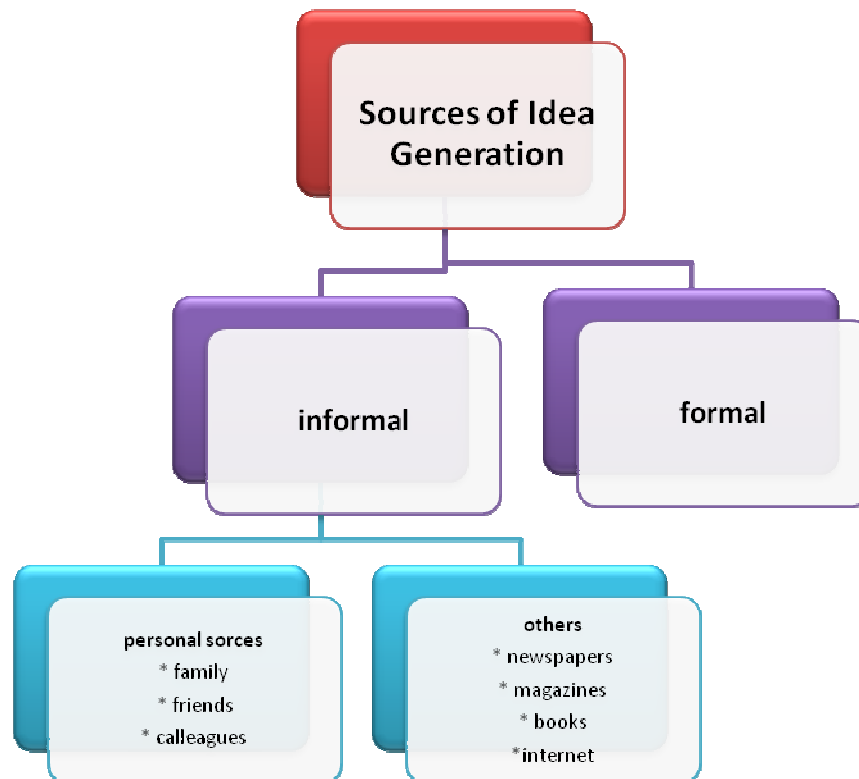 Sources of Idea
Generation
informal
formal
personal sorces
* family
* friends
* calleagues
others
* newspapers
* magazines
* books
*internet